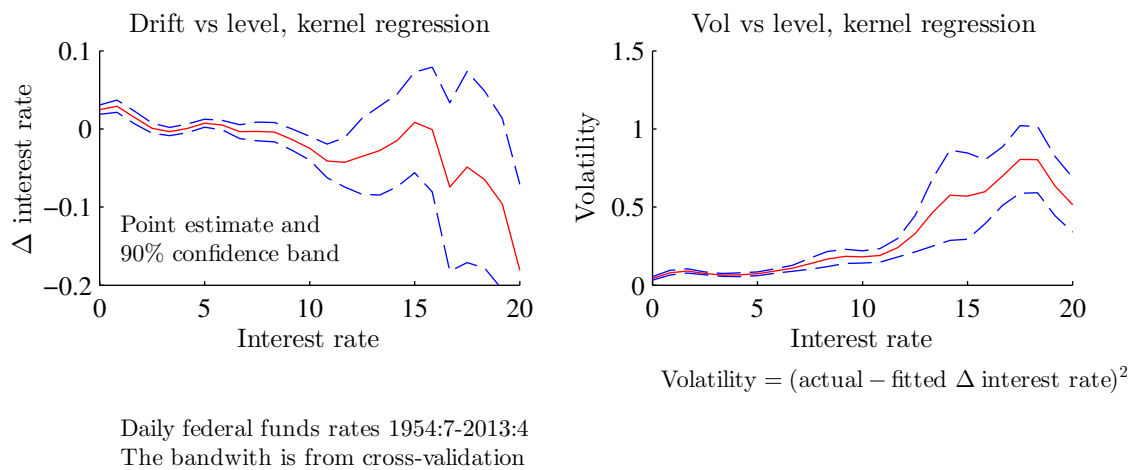 Drift vs level, kernel regression
0.1
0
−0.1
−0.2
Δ interest rate
Point estimate and
90% confidence band
0 5 10 15 20
Interest rate
Vol vs level, kernel regression
1.5
1
0.5
0
Volatility
0 5 10 15 20
Interest rate
Volatility = (actual − fitted Δ interest rate)²
Daily federal funds rates 1954:7-2013:4
The bandwith is from cross-validation